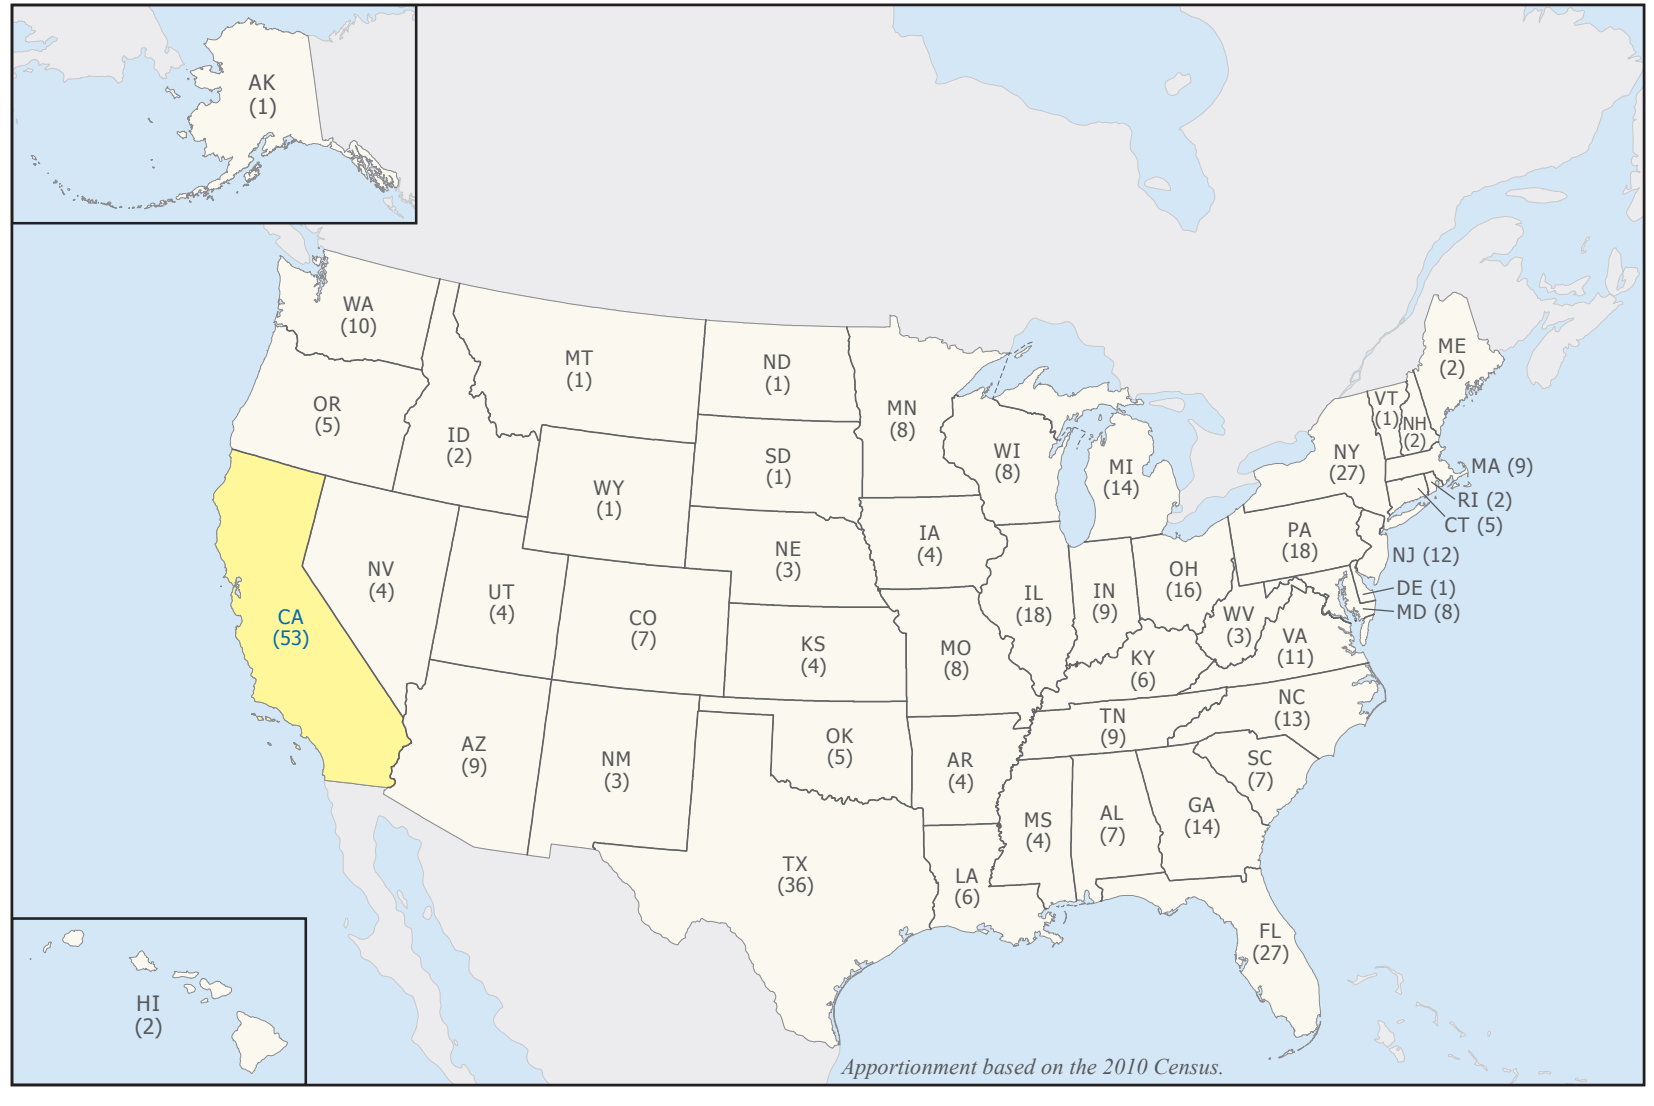 AK
(1)
WA
(10)
MT
(1)
ND
(1)
MN
(8)
OR
(5)
ID
(2)
SD
(1)
WI
(8)
MI
(14)
ME
(2)
VT
(1)
NH
(2)
NY
(27)
MA (9)
RI (2)
CT (5)
WY
(1)
NE
(3)
IA
(4)
PA
(18)
NJ (12)
DE (1)
MD (8)
NV
(4)
UT
(4)
CO
(7)
CA
(53)
KS
(4)
MO
(8)
IL
(18)
IN
(9)
OH
(16)
WV
(3)
VA
(11)
KY
(6)
NC
(13)
TN
(9)
SC
(7)
AZ
(9)
NM
(3)
OK
(5)
AR
(4)
MS
(4)
AL
(7)
GA
(14)
TX
(36)
LA
(6)
FL
(27)
HI
(2)
Apportionment based on the 2010 Census.